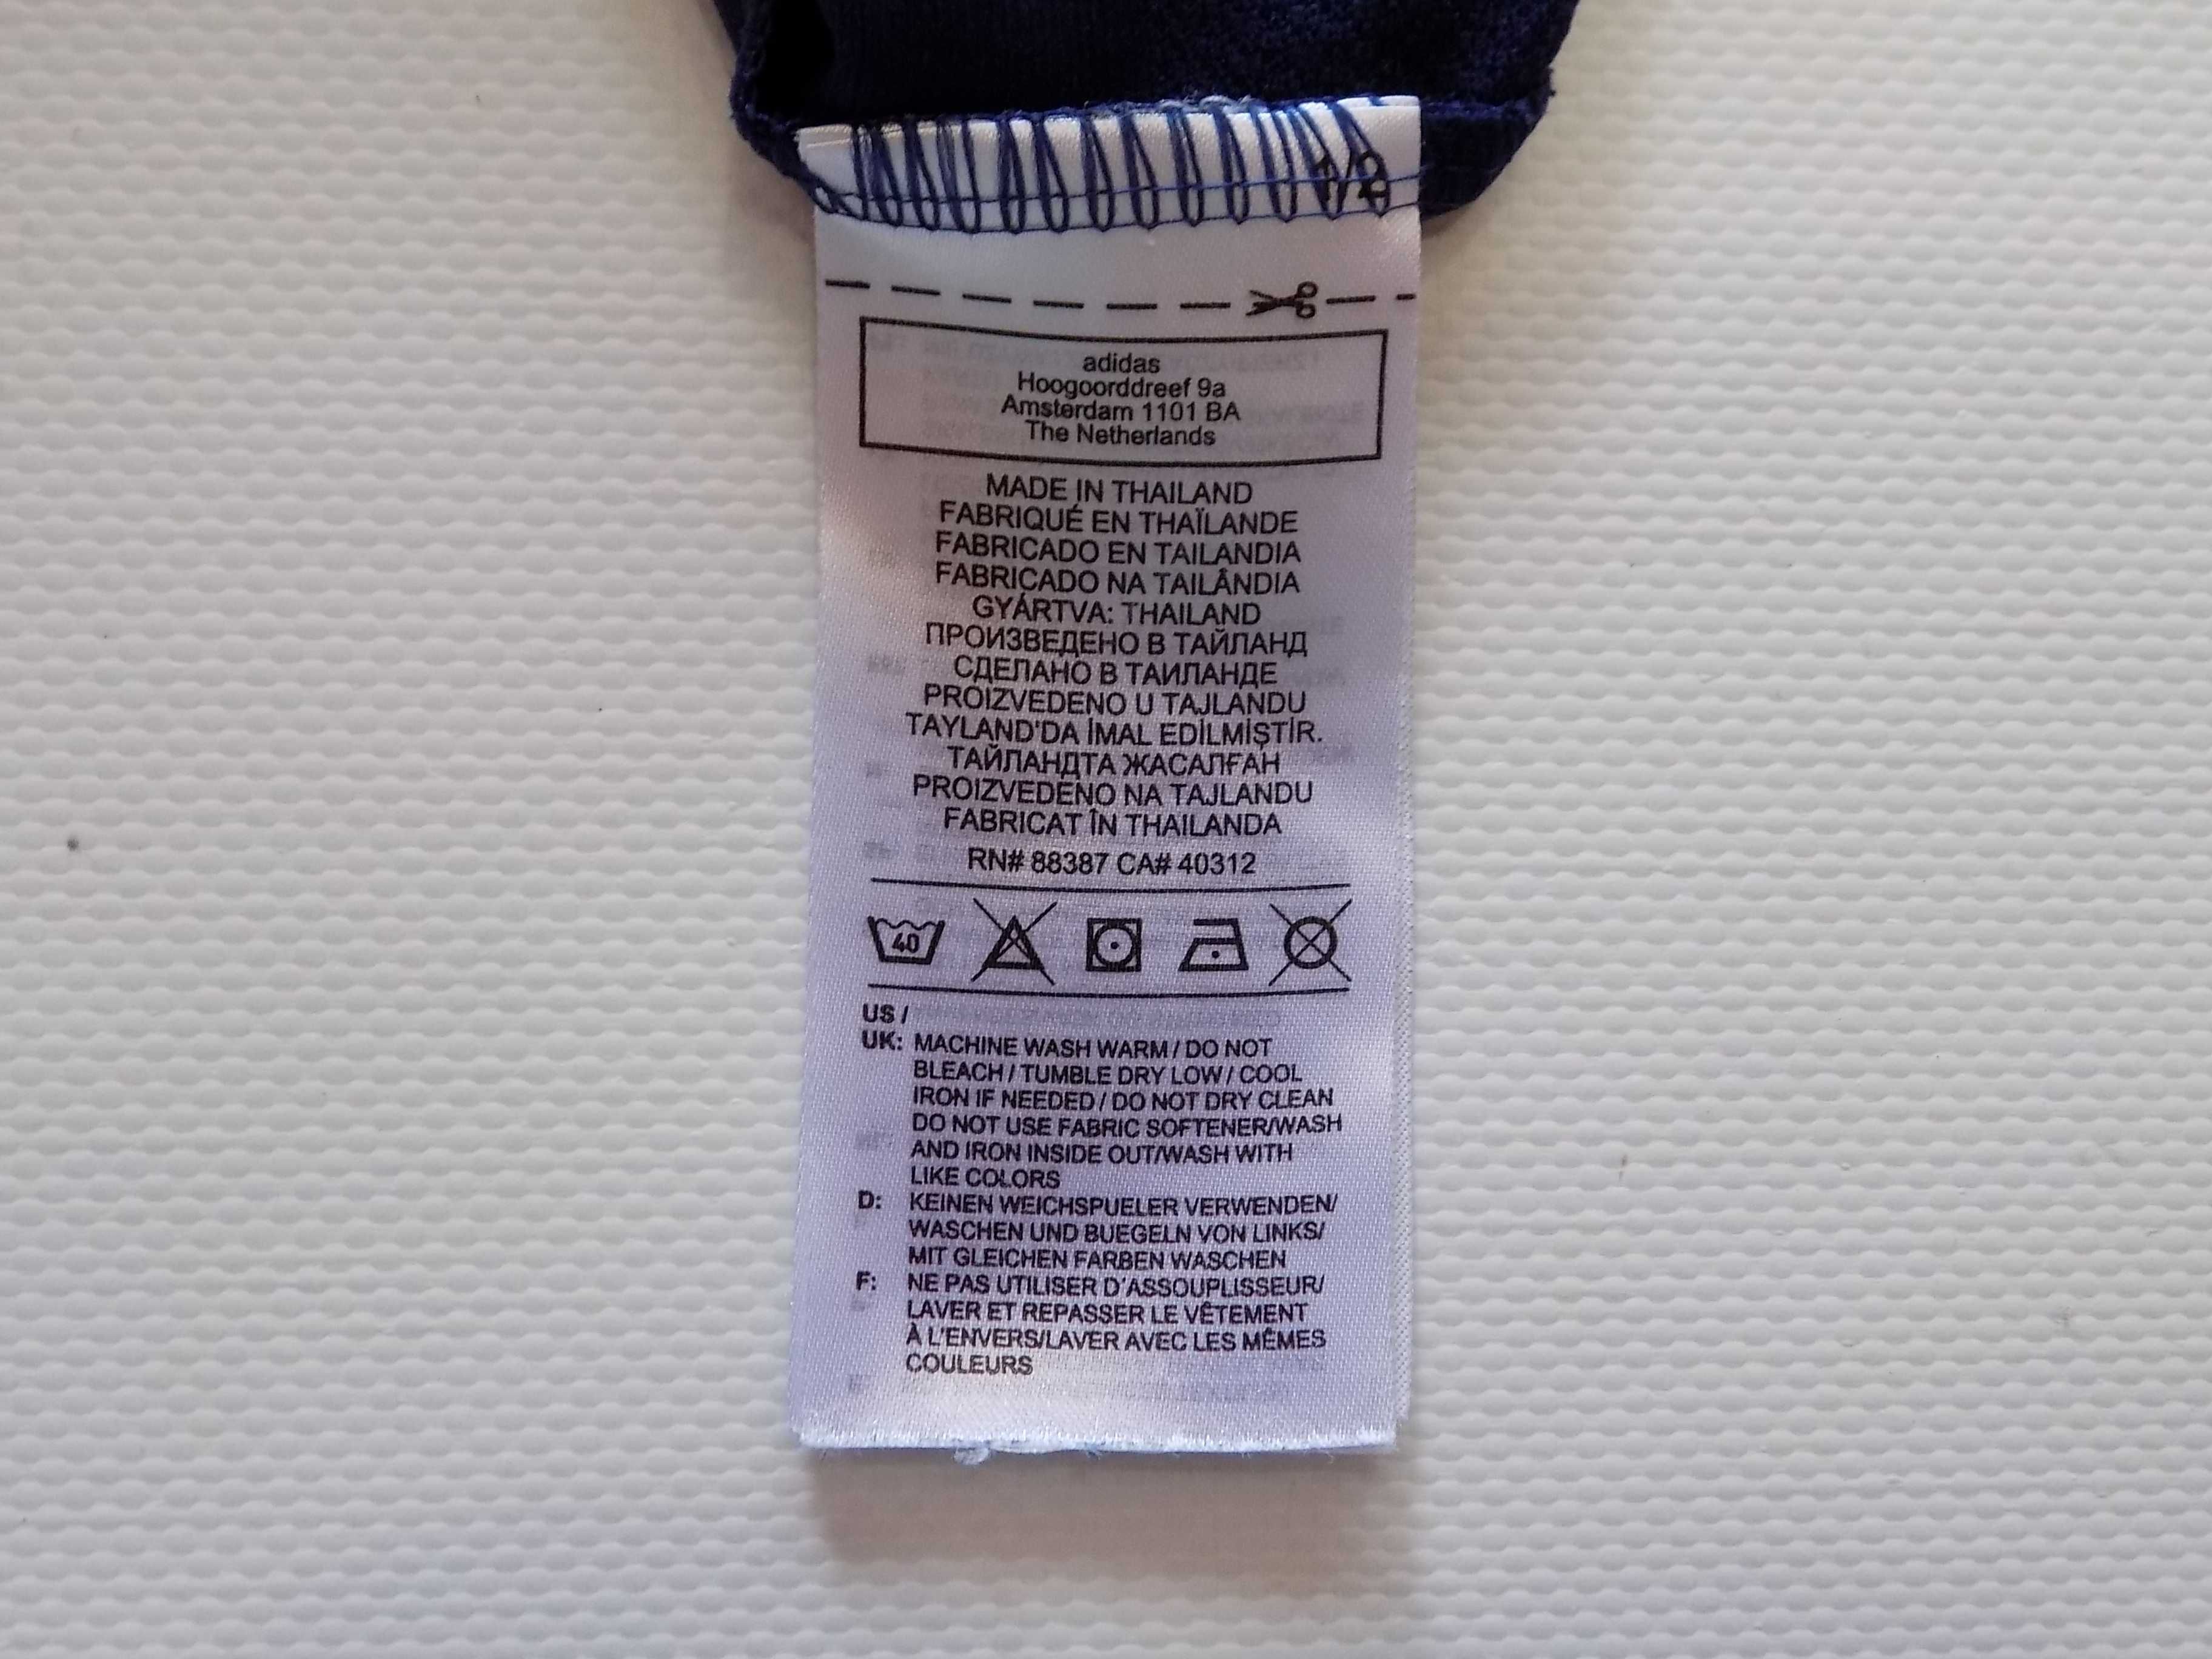 1/2
adidas
Hoogoorddreef 9a
Amsterdam 1101 BA
The Netherlands
MADE IN THAILAND
FABRIQUÉ EN THAÏLANDE
FABRICADO EN TAILANDIA
FABRICADO NA TAILÂNDIA
GYÁRTVA: THAILAND
ПРОИЗВЕДЕНО В ТАЙЛАНД
СДЕЛАНО В ТАИЛАНДЕ
PROIZVEDENO U TAJLANDU
TAYLAND'DA İMAL EDİLMİŞTİR.
ТАЙЛАНДТА ЖАСАЛҒАН
PROIZVEDENO NA TAJLANDU
FABRICAT ÎN THAILANDA
RN# 88387 CA# 40312
40
US /
UK: MACHINE WASH WARM / DO NOT
BLEACH / TUMBLE DRY LOW / COOL
IRON IF NEEDED / DO NOT DRY CLEAN
DO NOT USE FABRIC SOFTENER/WASH
AND IRON INSIDE OUT/WASH WITH
LIKE COLORS
D: KEINEN WEICHSPUELER VERWENDEN/
WASCHEN UND BUEGELN VON LINKS/
MIT GLEICHEN FARBEN WASCHEN
F: NE PAS UTILISER D'ASSOUPLISSEUR/
LAVER ET REPASSER LE VÊTEMENT
À L'ENVERS/LAVER AVEC LES MÊMES
COULEURS